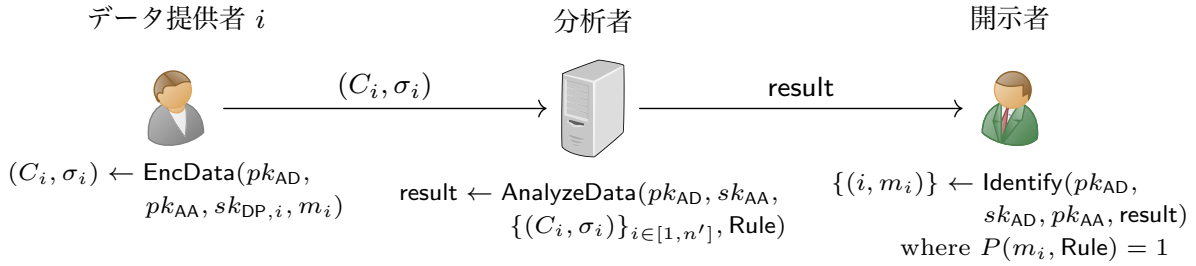 データ提供者 i
分析者
開示者
(C_i, σ_i)
result
(C_i, σ_i) ← EncData(pk_AD,
pk_AA, sk_DP,i, m_i)
result ← AnalyzeData(pk_AD, sk_AA,
{(C_i, σ_i)}_{i∈[1,n′]}, Rule)
{(i, m_i)} ← Identify(pk_AD,
sk_AD, pk_AA, result)
where P(m_i, Rule) = 1